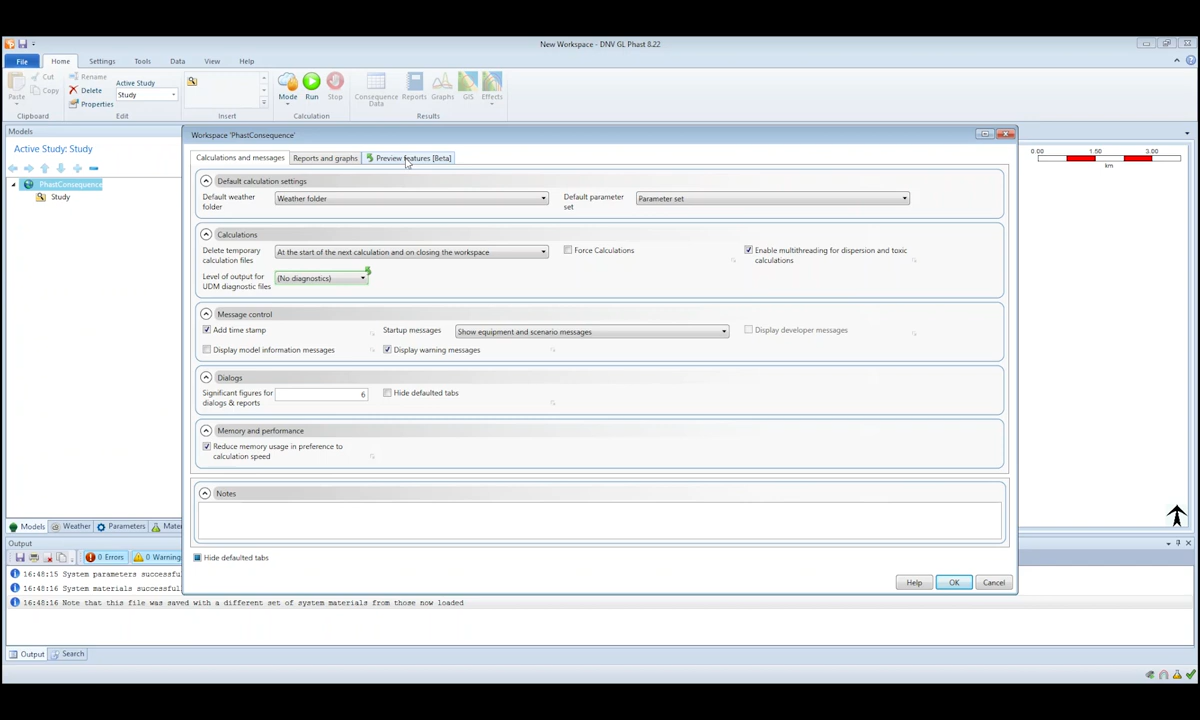 New Workspace - DNV GL Phast 8.22
File Home Settings Tools Data View Help
Paste
Cut
Copy
Clipboard
Rename
Delete
Properties
Active Study
Study
Edit
Insert
Mode Run Stop
Calculation
Consequence Data
Reports Graphs GIS Effects
Results
Models
Active Study: Study
PhastConsequence
Study
Workspace 'PhastConsequence'
Calculations and messages Reports and graphs Preview features [Beta]
Default calculation settings
Default weather folder
Weather folder
Default parameter set
Parameter set
Calculations
Delete temporary calculation files
At the start of the next calculation and on closing the workspace
Force Calculations
Enable multithreading for dispersion and toxic calculations
Level of output for UDM diagnostic files
(No diagnostics)
Message control
Add time stamp
Startup messages
Show equipment and scenario messages
Display developer messages
Display model information messages
Display warning messages
Dialogs
Significant figures for dialogs & reports
6
Hide defaulted tabs
Memory and performance
Reduce memory usage in preference to calculation speed
Notes
Hide defaulted tabs
Help OK Cancel
0.00 1.50 3.00
km
Models Weather Parameters Mater
Output
0 Errors 0 Warning
16:48:15 System parameters successfu
16:48:16 System materials successful
16:48:16 Note that this file was saved with a different set of system materials from those now loaded
Output Search